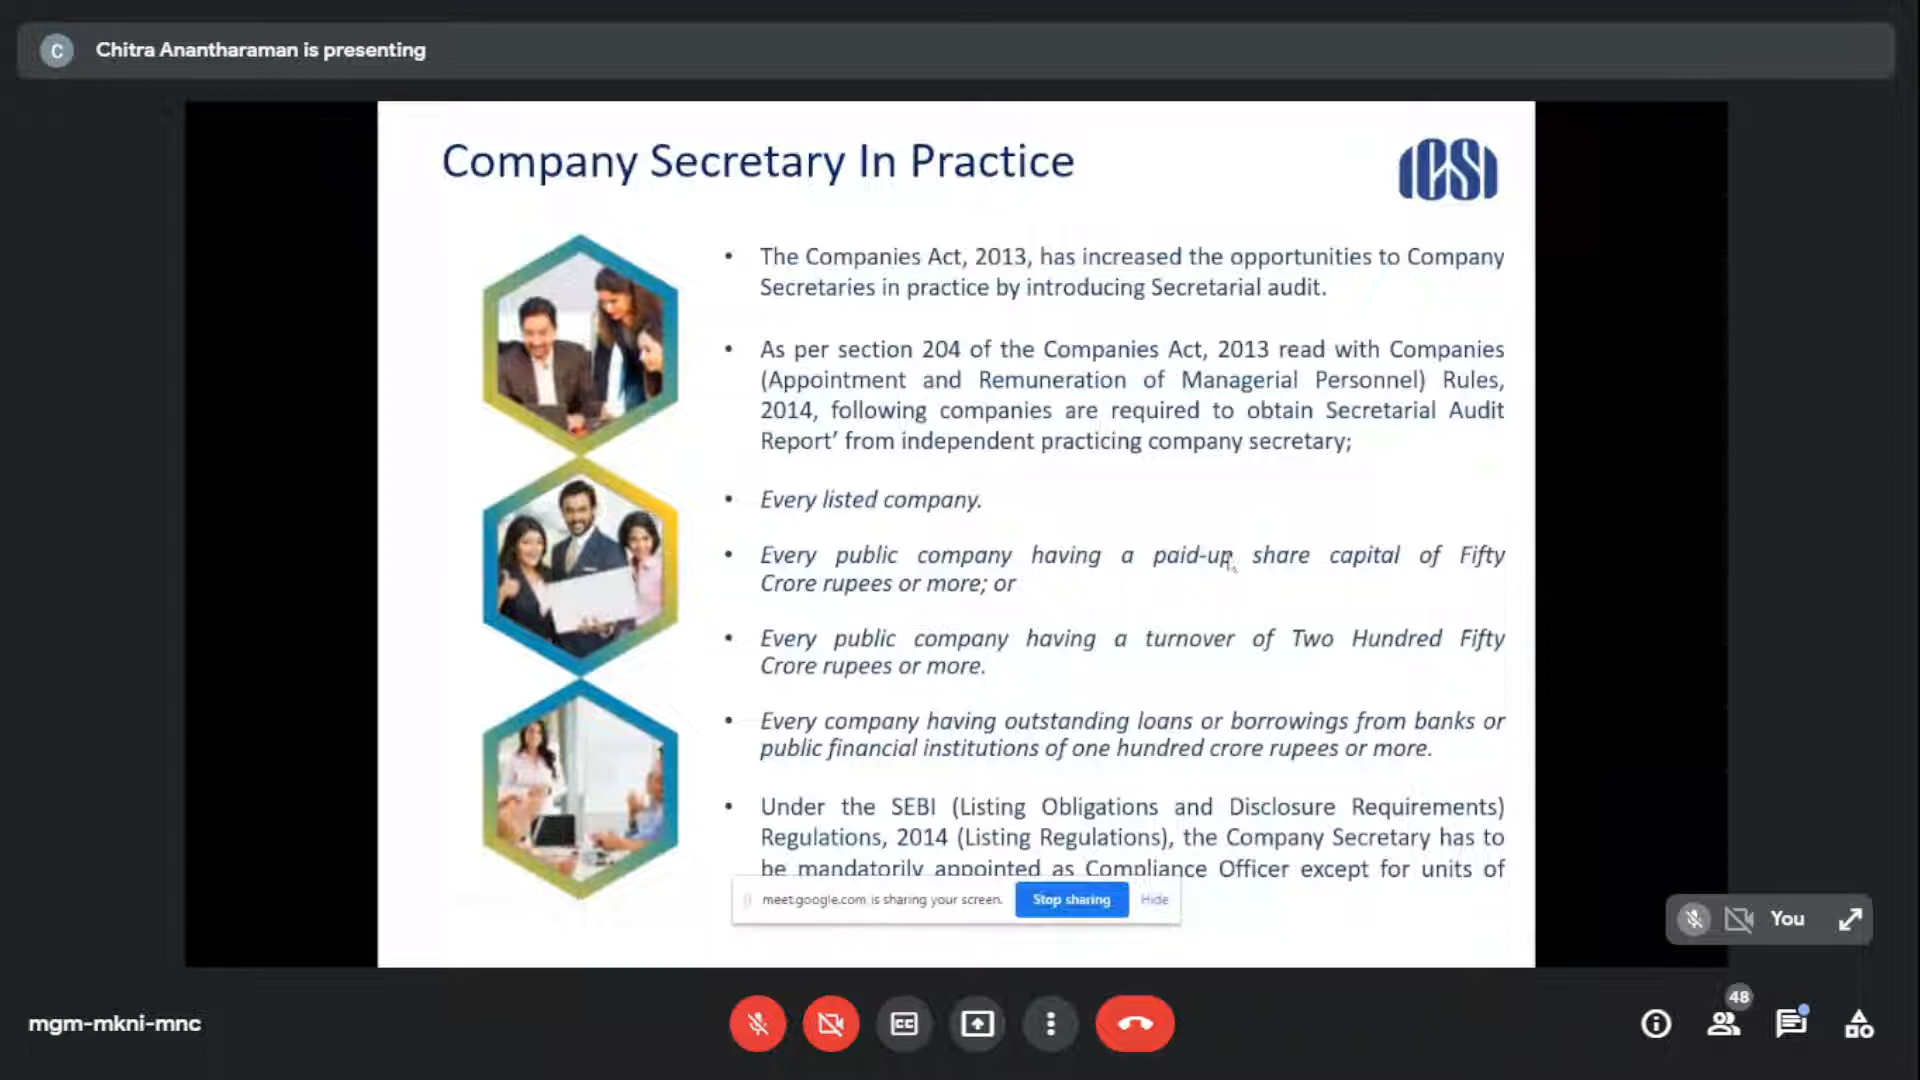 C Chitra Anantharaman is presenting
Company Secretary In Practice
ICSI
• The Companies Act, 2013, has increased the opportunities to Company
Secretaries in practice by introducing Secretarial audit.
• As per section 204 of the Companies Act, 2013 read with Companies
(Appointment and Remuneration of Managerial Personnel) Rules,
2014, following companies are required to obtain Secretarial Audit
Report’ from independent practicing company secretary;
• Every listed company.
• Every public company having a paid-up share capital of Fifty
Crore rupees or more; or
• Every public company having a turnover of Two Hundred Fifty
Crore rupees or more.
• Every company having outstanding loans or borrowings from banks or
public financial institutions of one hundred crore rupees or more.
• Under the SEBI (Listing Obligations and Disclosure Requirements)
Regulations, 2014 (Listing Regulations), the Company Secretary has to
be mandatorily appointed as Compliance Officer except for units of
meet.google.com is sharing your screen. Stop sharing Hide
You
mgm-mkni-mnc
CC
48